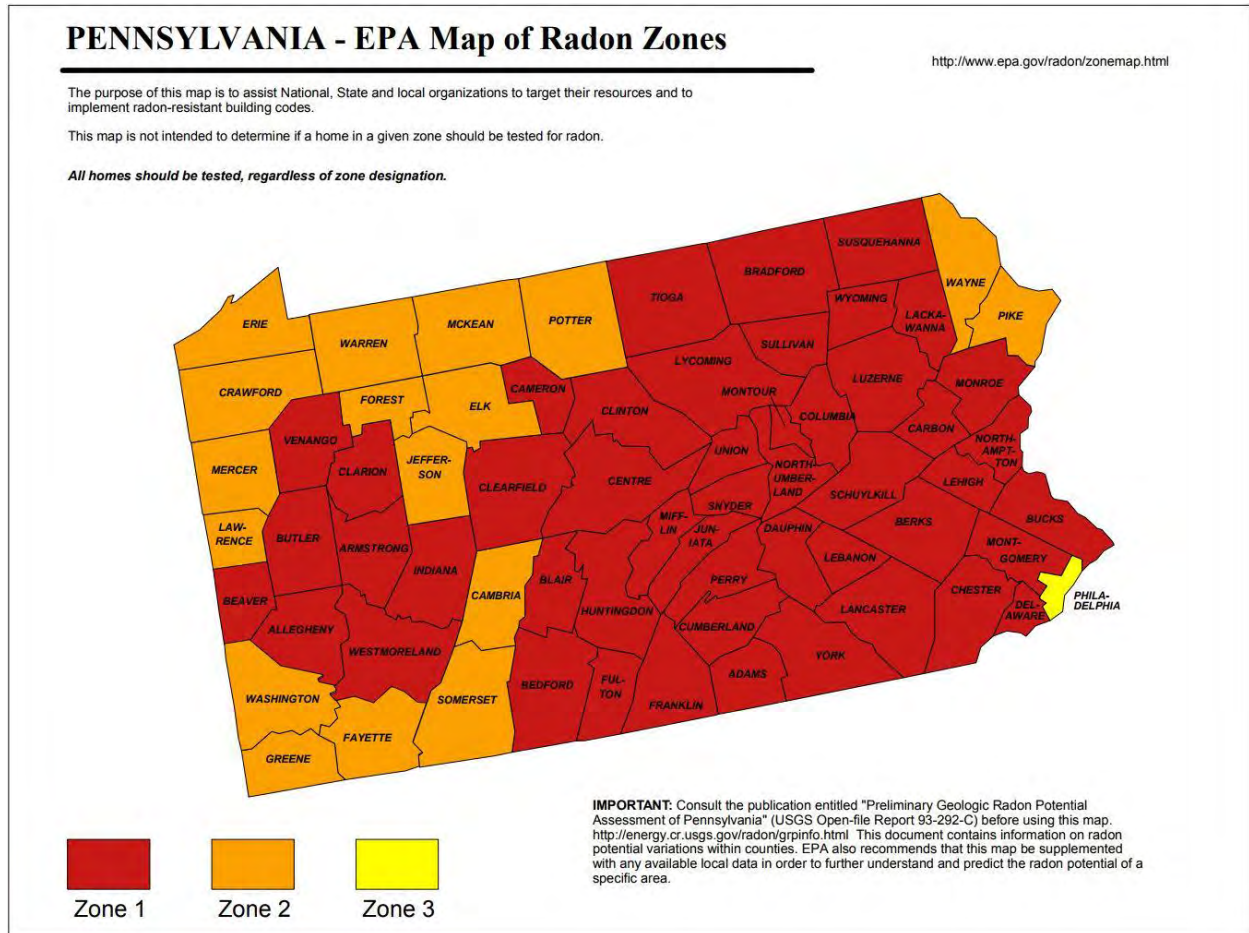 PENNSYLVANIA - EPA Map of Radon Zones
http://www.epa.gov/radon/zonemap.html
The purpose of this map is to assist National, State and local organizations to target their resources and to
implement radon-resistant building codes.
This map is not intended to determine if a home in a given zone should be tested for radon.
All homes should be tested, regardless of zone designation.
SUSQUEHANNA
BRADFORD
TIOGA
WAYNE
WYOMING
LACKA-
WANNA
PIKE
ERIE
WARREN
MCKEAN
POTTER
SULLIVAN
LYCOMING
CRAWFORD
FOREST
ELK
CAMERON
CLINTON
MONTOUR
LUZERNE
MONROE
COLUMBIA
CARBON
VENANGO
CLARION
JEFFER-
SON
MERCER
UNION
NORTH-
AMPT-
TON
CLEARFIELD
CENTRE
NORTH-
UMBER-
LAND
LEHIGH
SCHUYLKILL
SNYDER
LAW-
RENCE
BUTLER
ARMSTRONG
MIFF-
LIN
JUN-
IATA
DAUPHIN
BERKS
BUCKS
MONT-
GOMERY
INDIANA
LEBANON
BEAVER
CAMBRIA
BLAIR
PERRY
HUNTINGDON
CHESTER
PHILA-
DELPHIA
DEL-
AWARE
LANCASTER
ALLEGHENY
WESTMORELAND
CUMBERLAND
YORK
ADAMS
BEDFORD
FUL-
TON
FRANKLIN
WASHINGTON
SOMERSET
FAYETTE
GREENE
IMPORTANT: Consult the publication entitled "Preliminary Geologic Radon Potential
Assessment of Pennsylvania" (USGS Open-file Report 93-292-C) before using this map.
http://energy.cr.usgs.gov/radon/grpinfo.html This document contains information on radon
potential variations within counties. EPA also recommends that this map be supplemented
with any available local data in order to further understand and predict the radon potential of a
specific area.
Zone 1
Zone 2
Zone 3